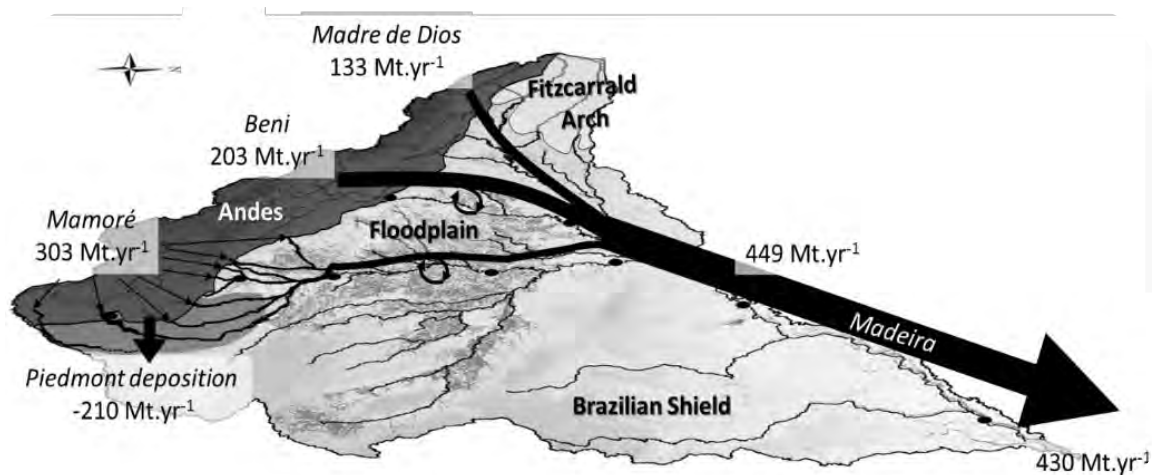 Madre de Dios
133 Mt.yr⁻¹
Fitzcarrald
Arch
Beni
203 Mt.yr⁻¹
Andes
Mamoré
303 Mt.yr⁻¹
Floodplain
449 Mt.yr⁻¹
Madeira
Piedmont deposition
-210 Mt.yr⁻¹
Brazilian Shield
430 Mt.yr⁻¹